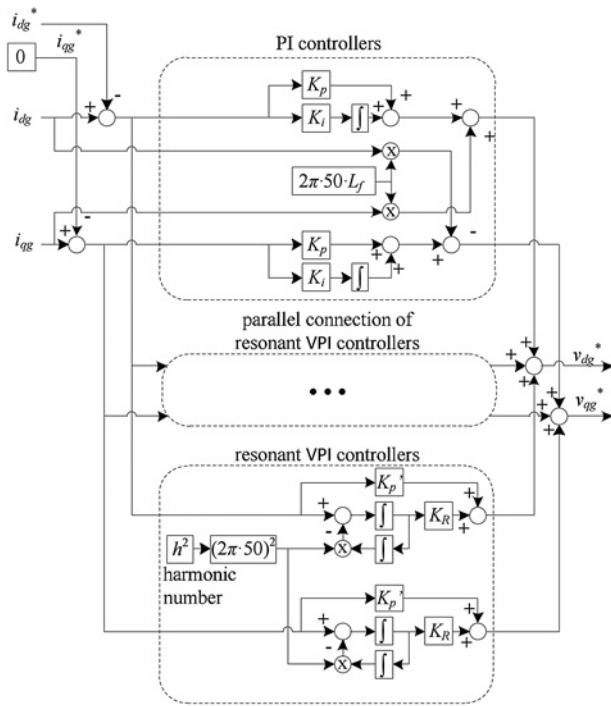 i_dg*
i_qg*
0
PI controllers
K_p
i_dg
+
-
K_i
∫
+
+
+
+
x
2π·50·L_f
x
-
-
i_qg
+
K_p
+
+
+
K_i
∫
parallel connection of
resonant VPI controllers
•••
+
+
+
v_dg*
+
+
+
v_qg*
resonant VPI controllers
K_p'
+
-
∫
K_R
+
+
h²
(2π·50)²
x
∫
harmonic
number
K_p'
+
-
∫
K_R
+
+
x
∫